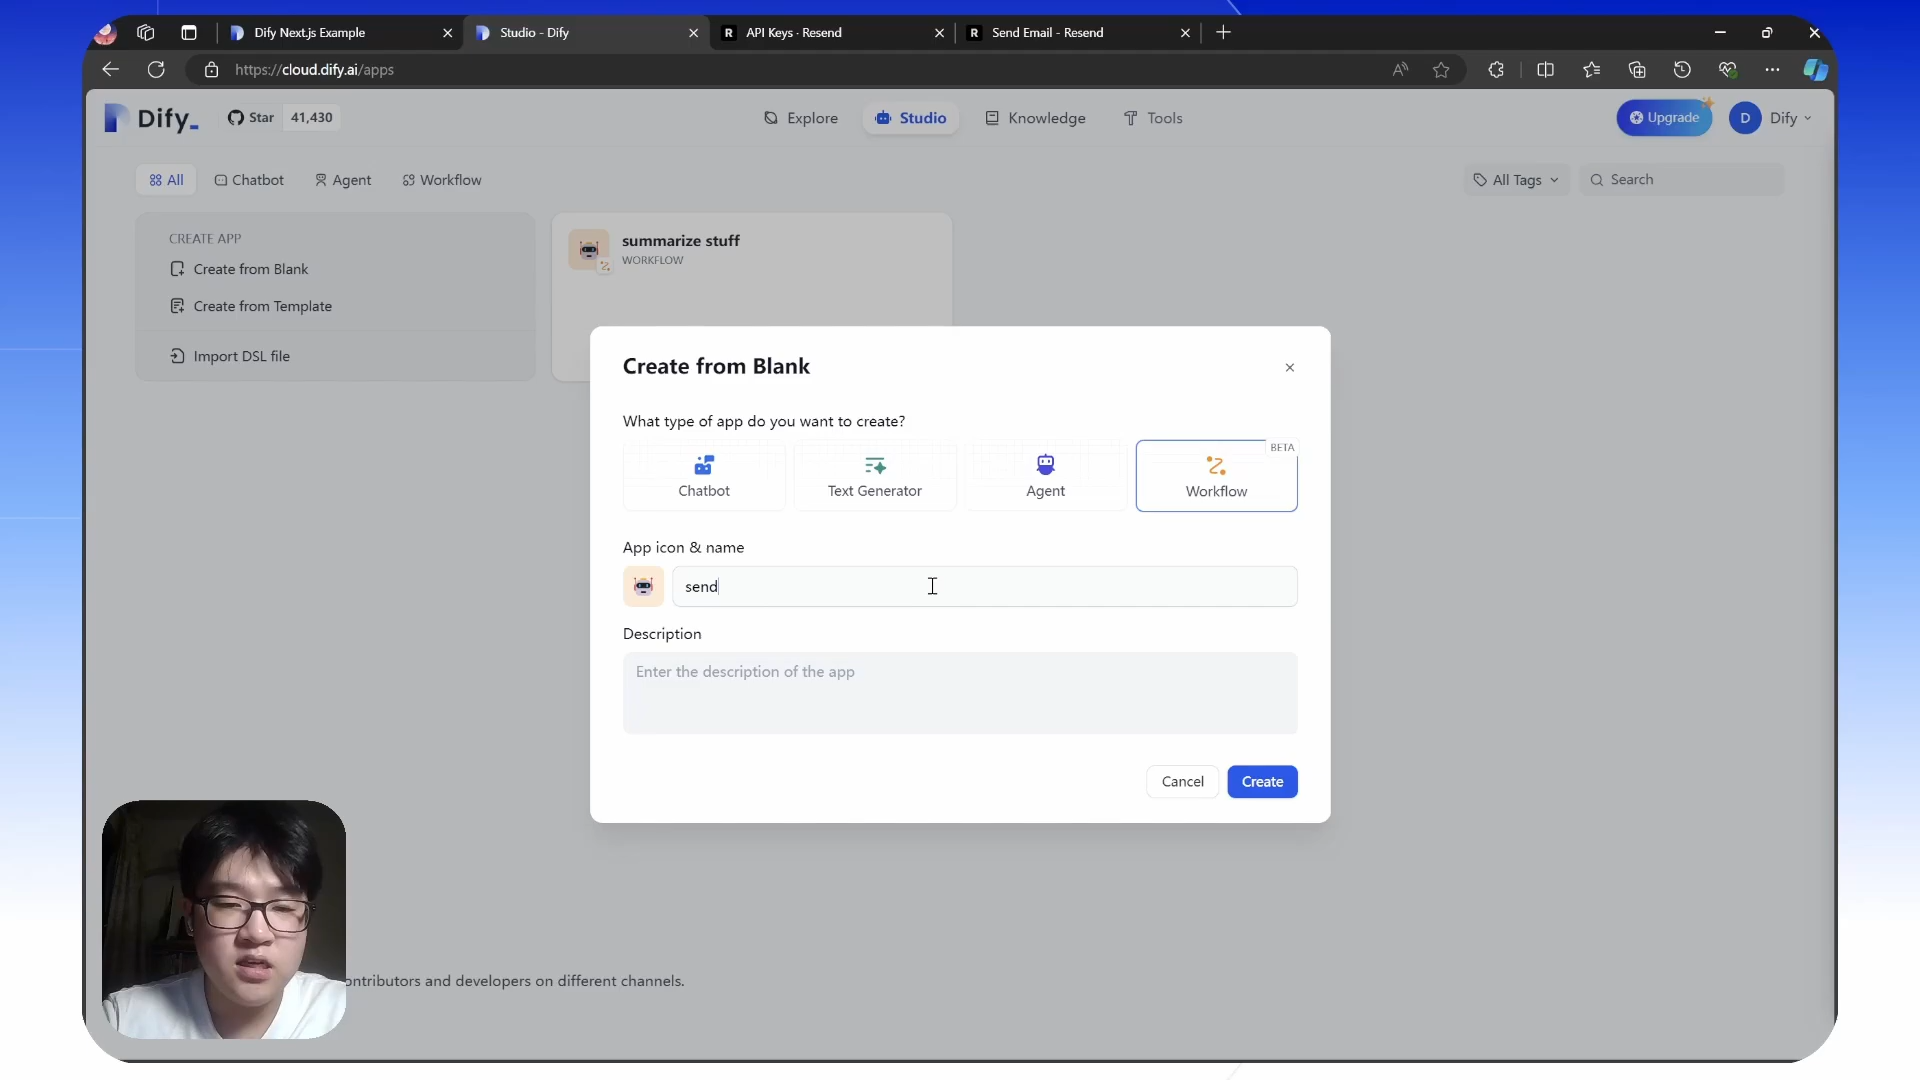 Dify Next.js Example
Studio - Dify
API Keys · Resend
Send Email - Resend
https://cloud.dify.ai/apps
Dify_
Star 41,430
Explore
Studio
Knowledge
Tools
Upgrade
D
Dify
All
Chatbot
Agent
Workflow
All Tags
Search
CREATE APP
Create from Blank
Create from Template
Import DSL file
summarize stuff
WORKFLOW
Create from Blank
What type of app do you want to create?
BETA
Chatbot
Text Generator
Agent
Workflow
App icon & name
send
Description
Enter the description of the app
Cancel
Create
ontributors and developers on different channels.